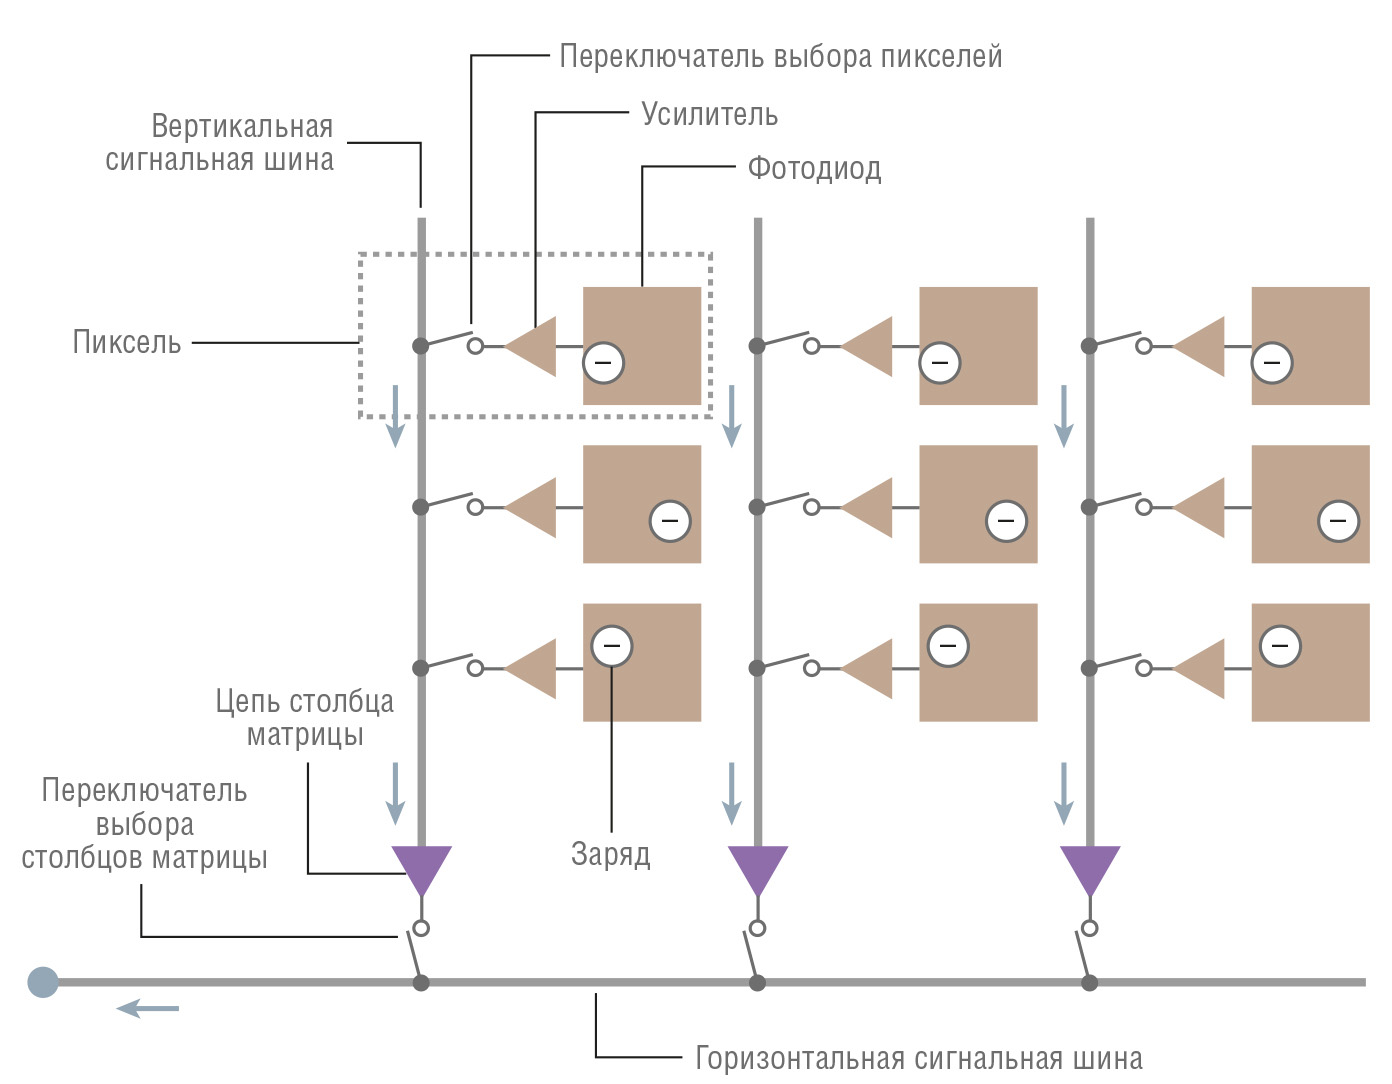 Переключатель выбора пикселей
Усилитель
Вертикальная
сигнальная шина
Фотодиод
Пиксель
Цепь столбца
матрицы
Переключатель
выбора
столбцов матрицы
Заряд
Горизонтальная сигнальная шина